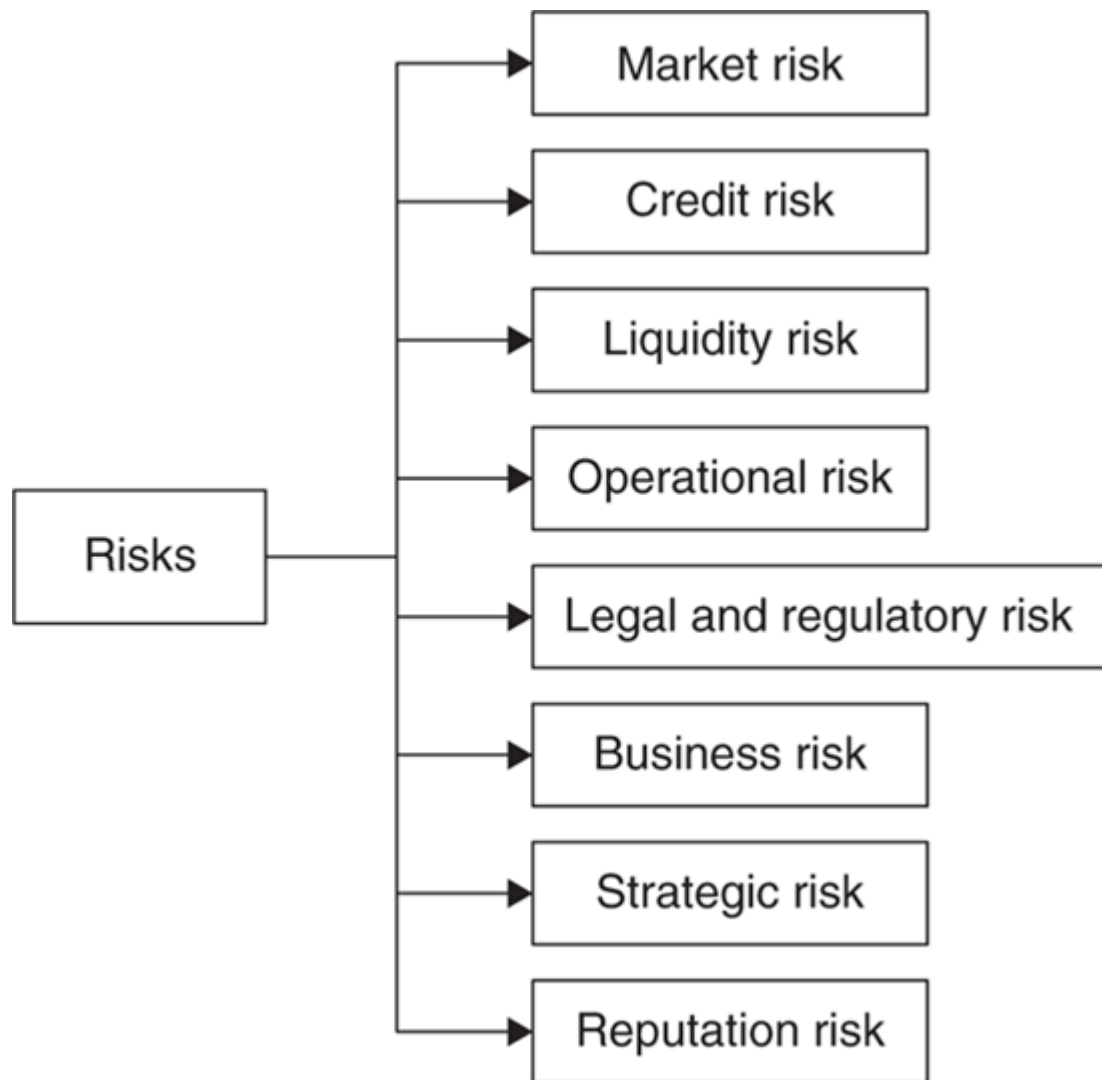 Market risk
Credit risk
Liquidity risk
Operational risk
Risks
Legal and regulatory risk
Business risk
Strategic risk
Reputation risk